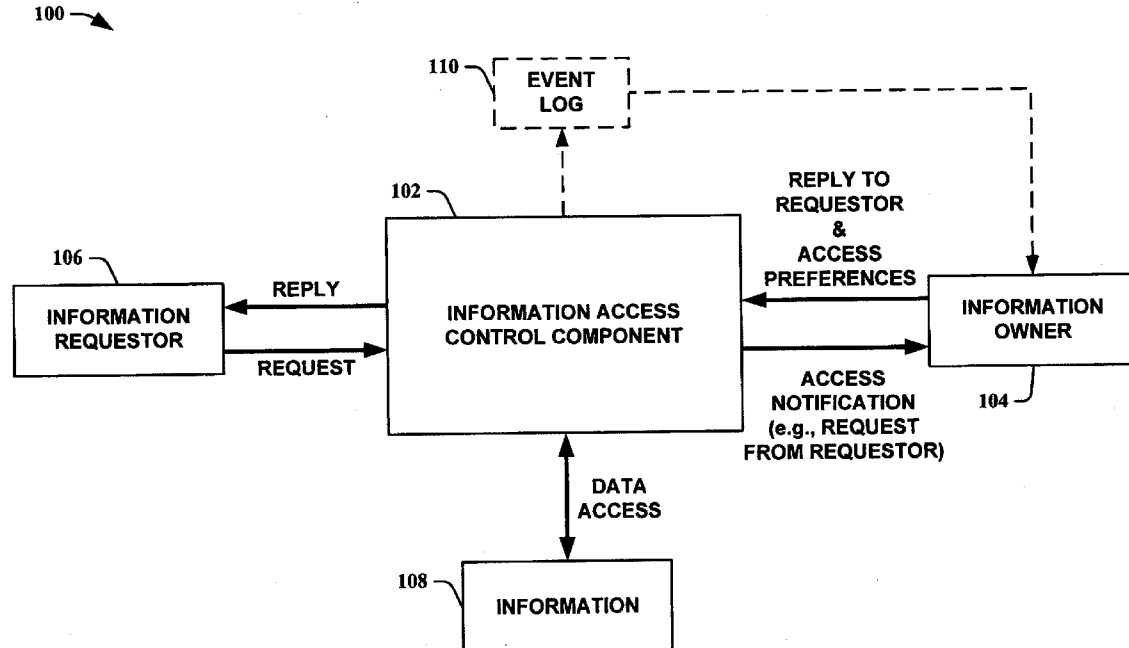 100
110
EVENT
LOG
102
REPLY TO
REQUESTOR
&
ACCESS
PREFERENCES
106
REPLY
INFORMATION
REQUESTOR
REQUEST
INFORMATION ACCESS
CONTROL COMPONENT
INFORMATION
OWNER
104
ACCESS
NOTIFICATION
(e.g., REQUEST
FROM REQUESTOR)
DATA
ACCESS
108
INFORMATION